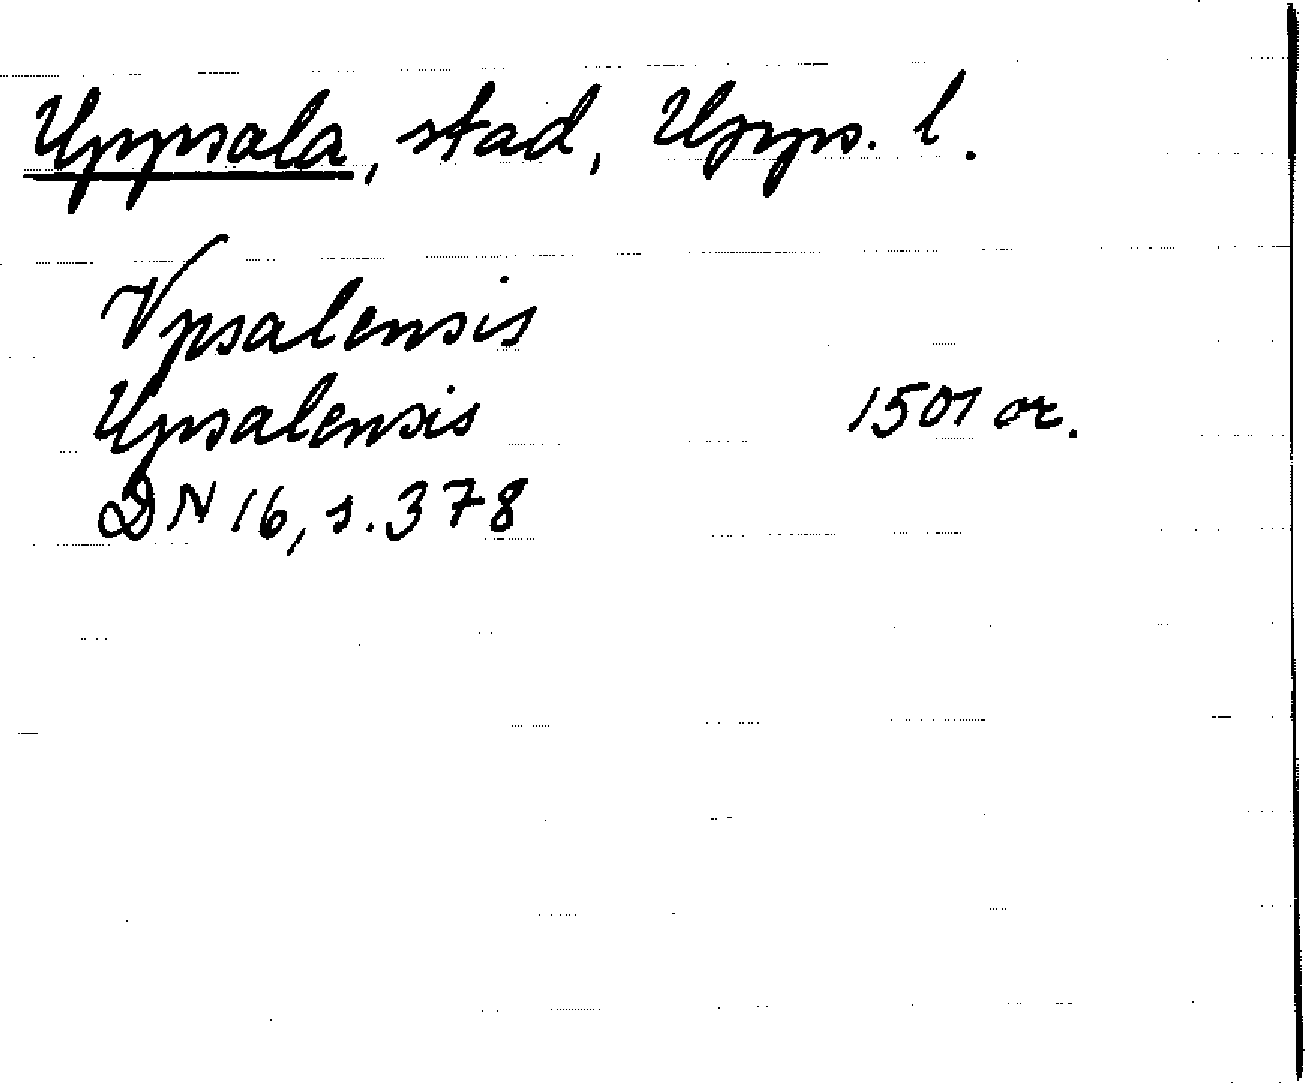 Uppsala, stad, Upps. l.
Vpsalensis
Upsalensis 1501 or.
DN 16, s. 378